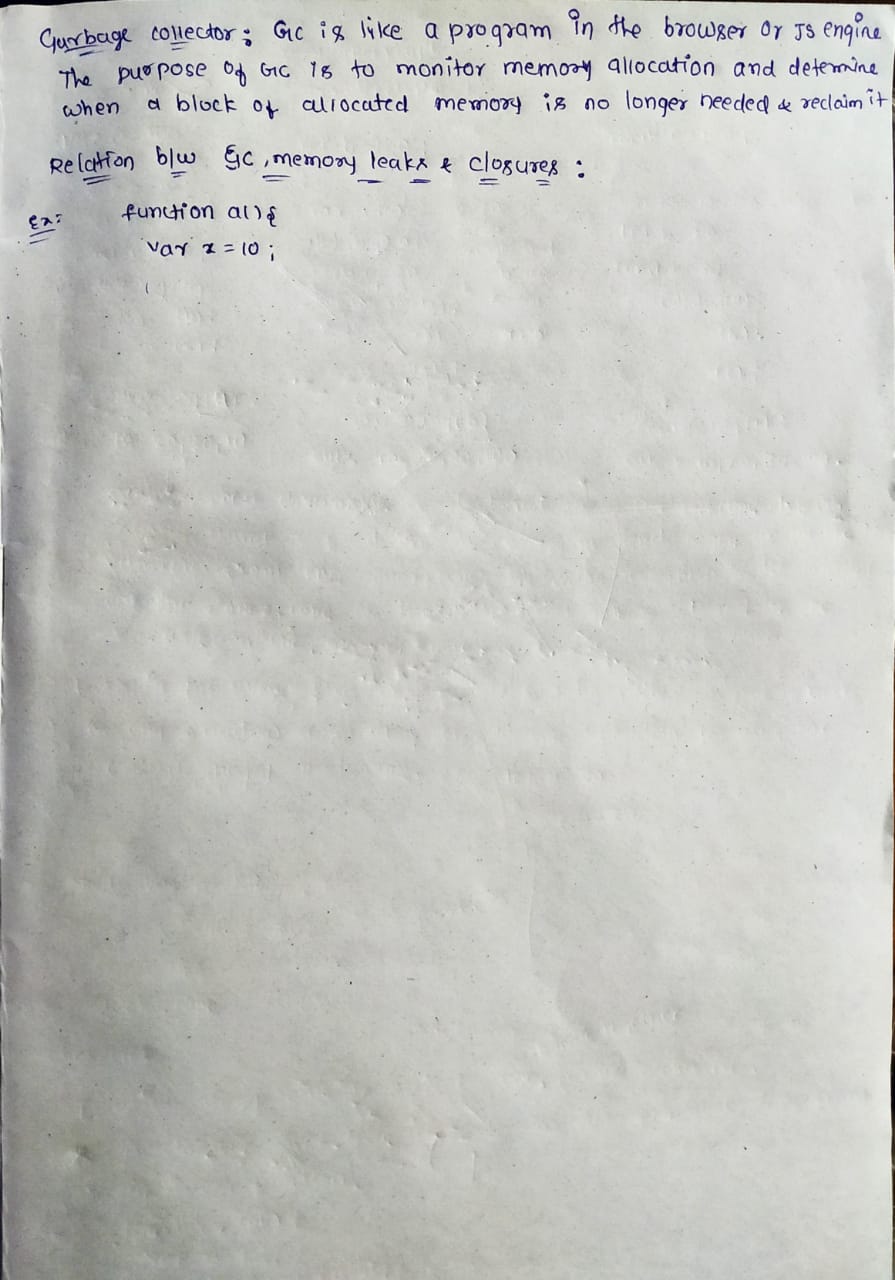 Garbage collector : GC is like a program in the browser or JS engine
The purpose of GC is to monitor memory allocation and determine
when a block of allocated memory is no longer needed & reclaim it
Relation b/w GC, memory leaks & closures :
Ex: function a() {
var x = 10 ;